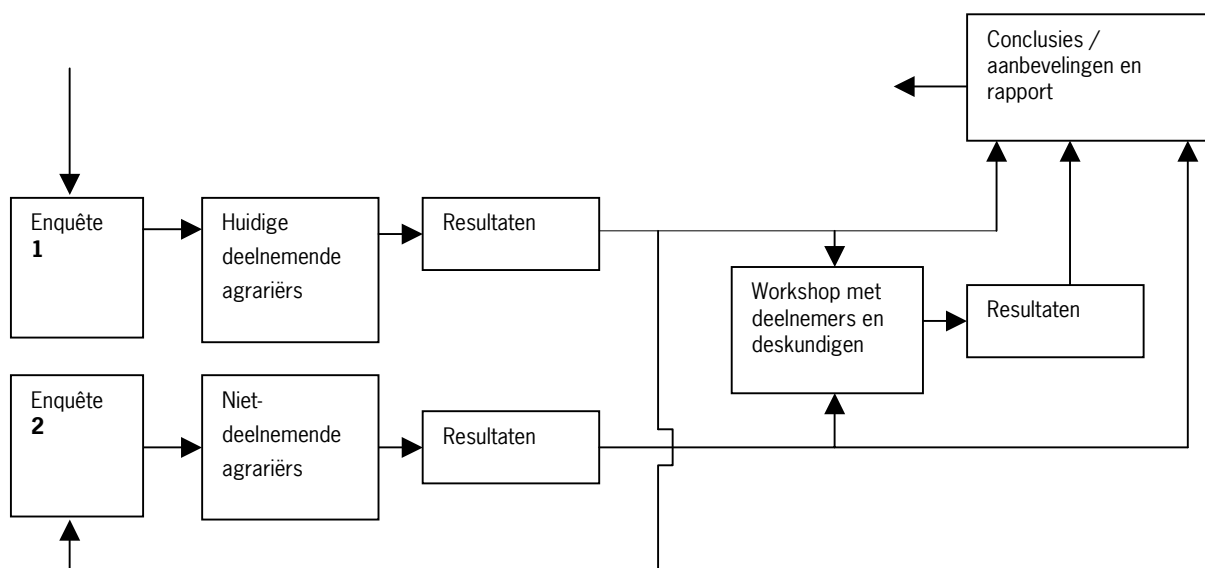 Conclusies /
aanbevelingen en
rapport
Enquête
1
Huidige
deelnemende
agrariërs
Resultaten
Workshop met
deelnemers en
deskundigen
Resultaten
Enquête
2
Niet-
deelnemende
agrariërs
Resultaten